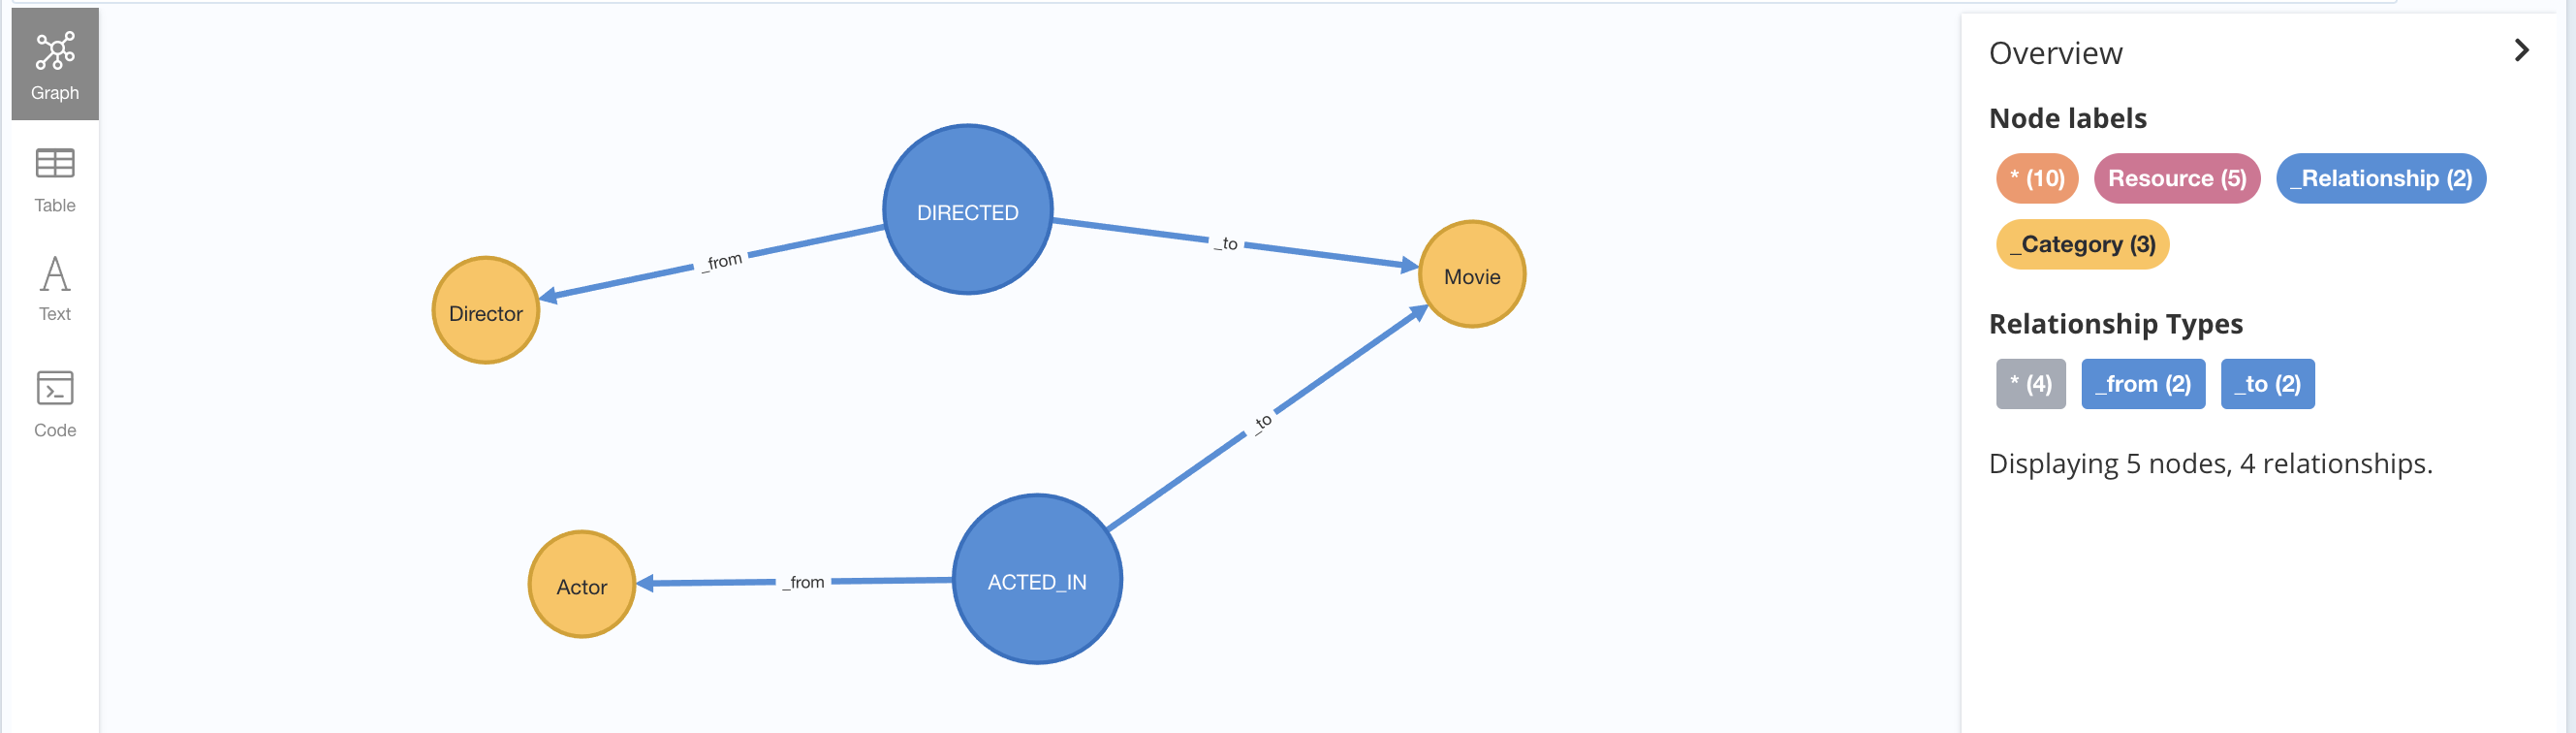 Graph
Table
Text
Code
DIRECTED
_from
_to
Director
Movie
_to
Actor
_from
ACTED_IN
Overview
Node labels
* (10) Resource (5) _Relationship (2)
_Category (3)
Relationship Types
* (4) _from (2) _to (2)
Displaying 5 nodes, 4 relationships.